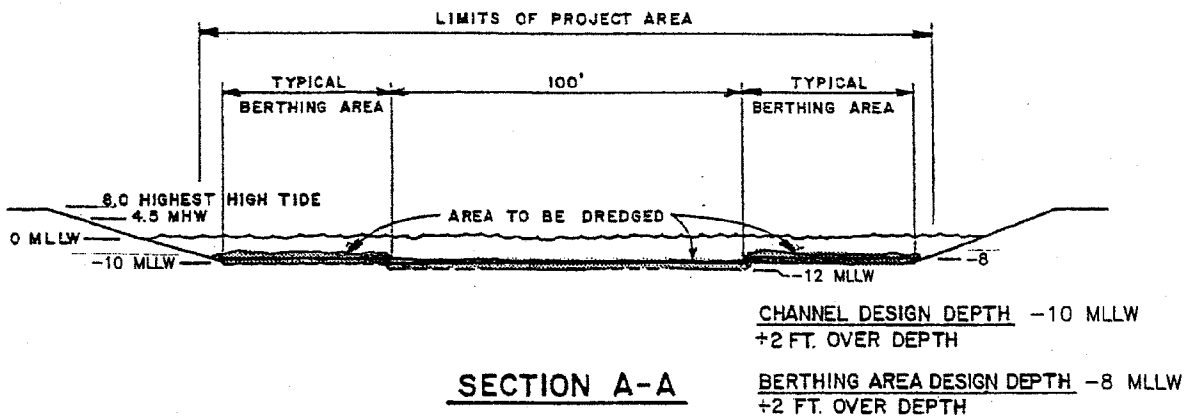 LIMITS OF PROJECT AREA
TYPICAL
BERTHING AREA
100'
TYPICAL
BERTHING AREA
8.0 HIGHEST HIGH TIDE
4.5 MHW
AREA TO BE DREDGED
0 MLLW
-10 MLLW
-8
-12 MLLW
CHANNEL DESIGN DEPTH -10 MLLW
+2 FT. OVER DEPTH
SECTION A-A
BERTHING AREA DESIGN DEPTH -8 MLLW
+2 FT. OVER DEPTH